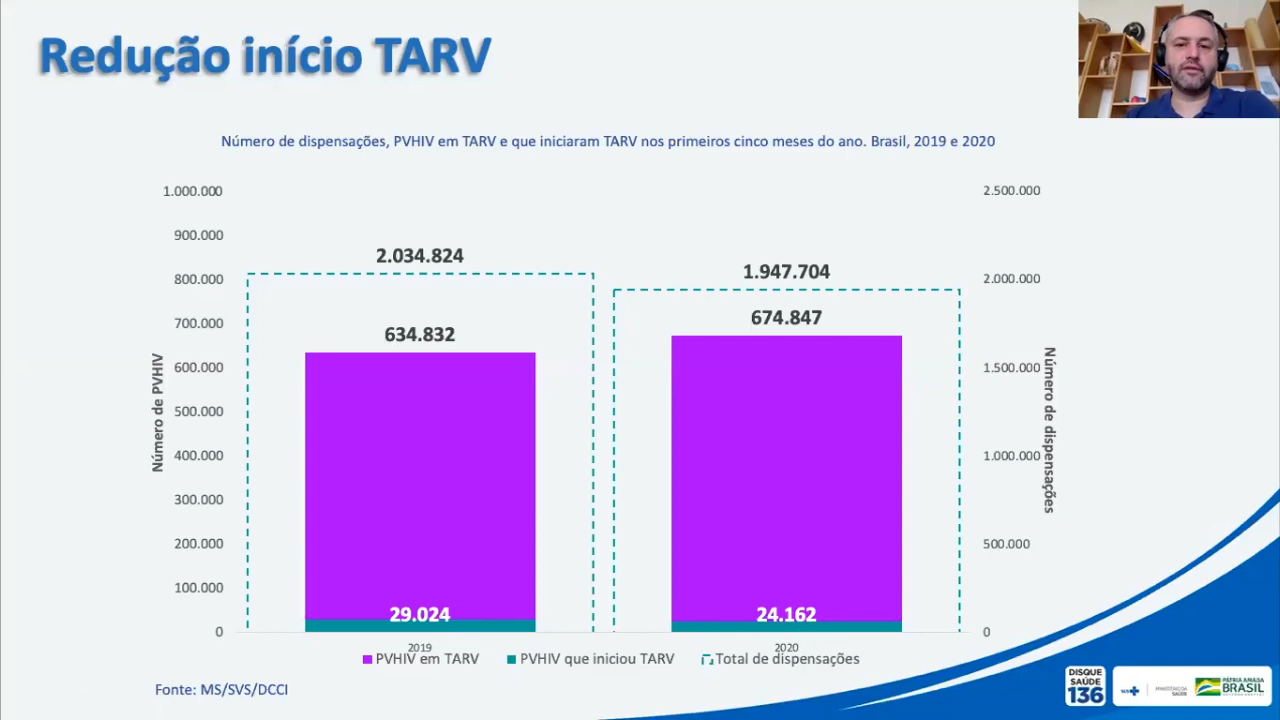 Redução início TARV
Número de dispensações, PVHIV em TARV e que iniciaram TARV nos primeiros cinco meses do ano. Brasil, 2019 e 2020
Número de PVHIV
1.000.000
900.000
800.000
700.000
600.000
500.000
400.000
300.000
200.000
100.000
0
2.034.824
634.832
29.024
2019
1.947.704
674.847
24.162
2020
2.500.000
2.000.000
1.500.000
1.000.000
500.000
0
Número de dispensações
PVHIV em TARV
PVHIV que iniciou TARV
Total de dispensações
Fonte: MS/SVS/DCCI
DISQUE
SAÚDE
136
SUS
MINISTÉRIO DA
SAÚDE
PÁTRIA AMADA
BRASIL